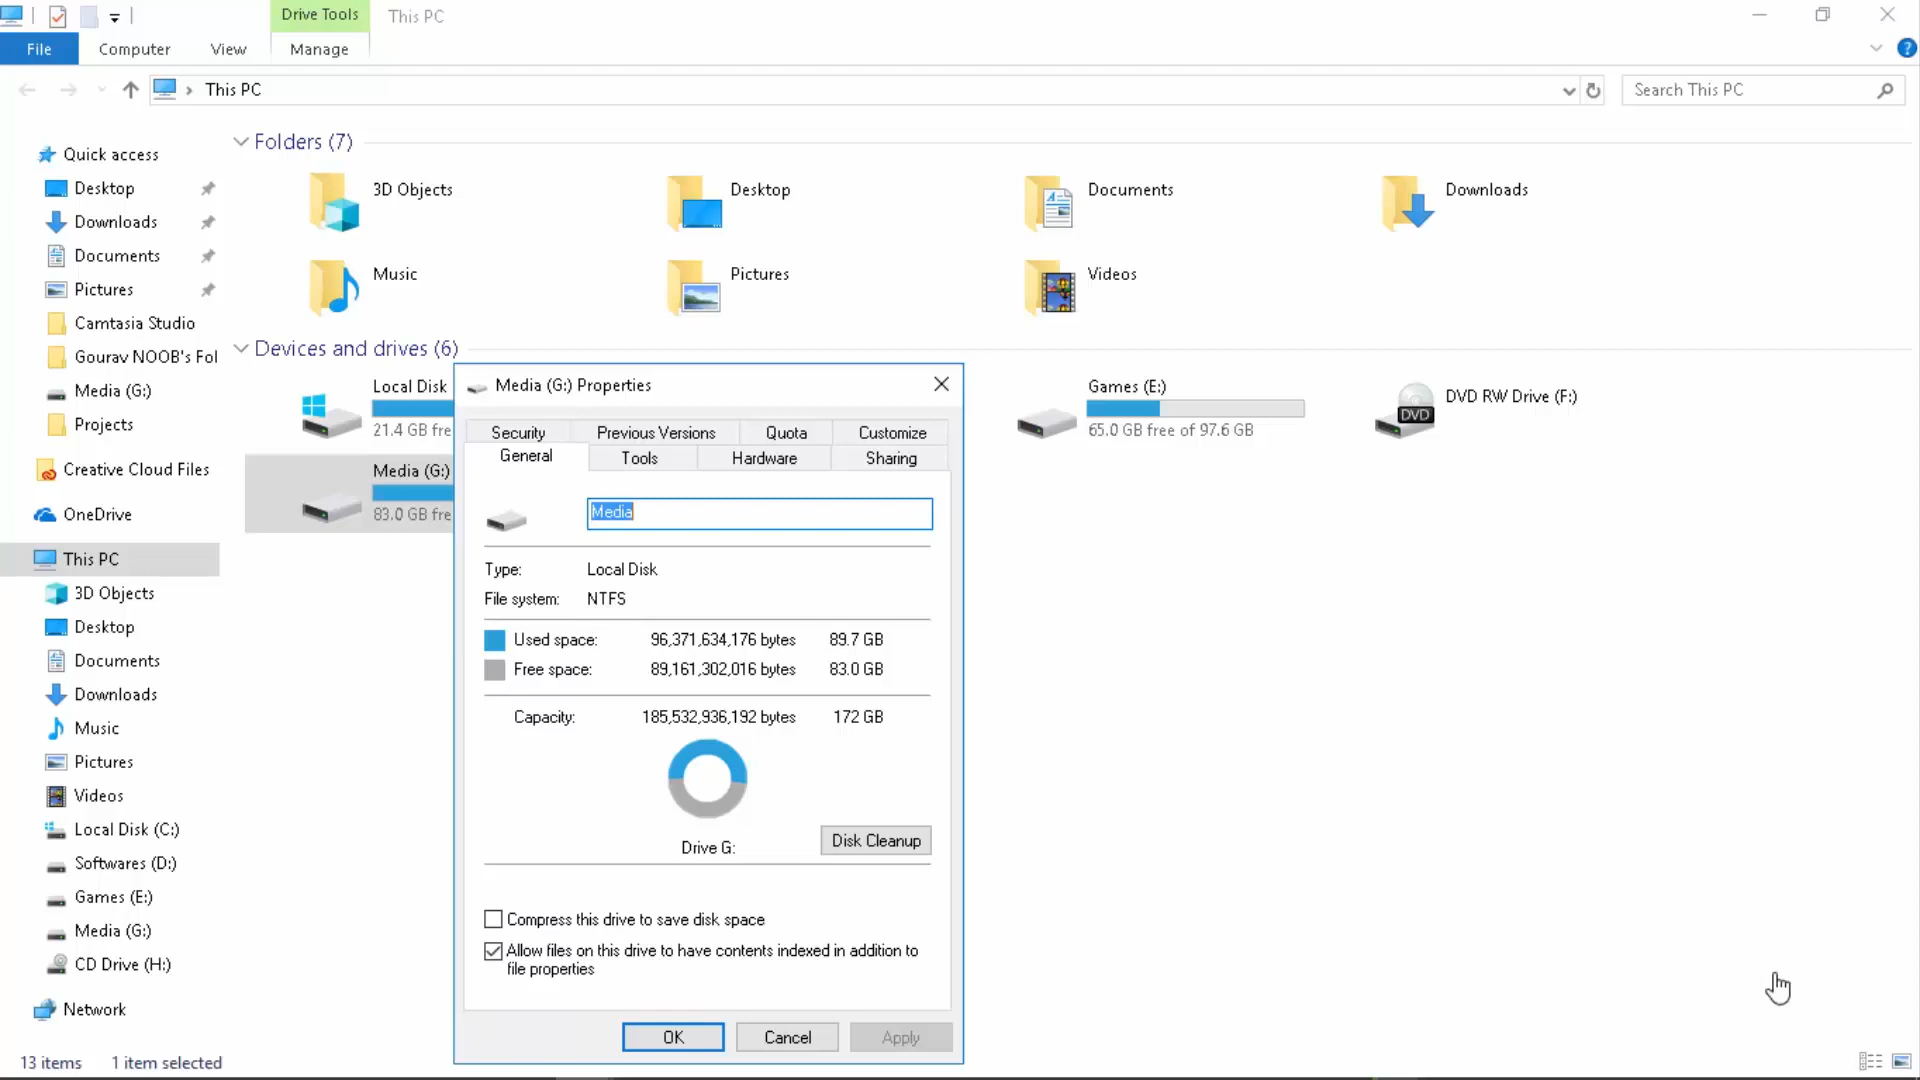 Drive Tools
This PC
File
Computer
View
Manage
?
This PC
Search This PC
Quick access
Desktop
Downloads
Documents
Pictures
Camtasia Studio
Gourav NOOB's Fol
Media (G:)
Projects
Creative Cloud Files
OneDrive
This PC
3D Objects
Desktop
Documents
Downloads
Music
Pictures
Videos
Local Disk (C:)
Softwares (D:)
Games (E:)
Media (G:)
CD Drive (H:)
Network
Folders (7)
3D Objects
Desktop
Documents
Downloads
Music
Pictures
Videos
Devices and drives (6)
Local Disk
21.4 GB fre
Games (E:)
65.0 GB free of 97.6 GB
DVD
DVD RW Drive (F:)
Media (G:)
83.0 GB fre
Media (G:) Properties
Security
Previous Versions
Quota
Customize
General
Tools
Hardware
Sharing
Media
Type: Local Disk
File system: NTFS
Used space: 96,371,634,176 bytes 89.7 GB
Free space: 89,161,302,016 bytes 83.0 GB
Capacity: 185,532,936,192 bytes 172 GB
Drive G:
Disk Cleanup
Compress this drive to save disk space
Allow files on this drive to have contents indexed in addition to
file properties
OK
Cancel
Apply
13 items
1 item selected